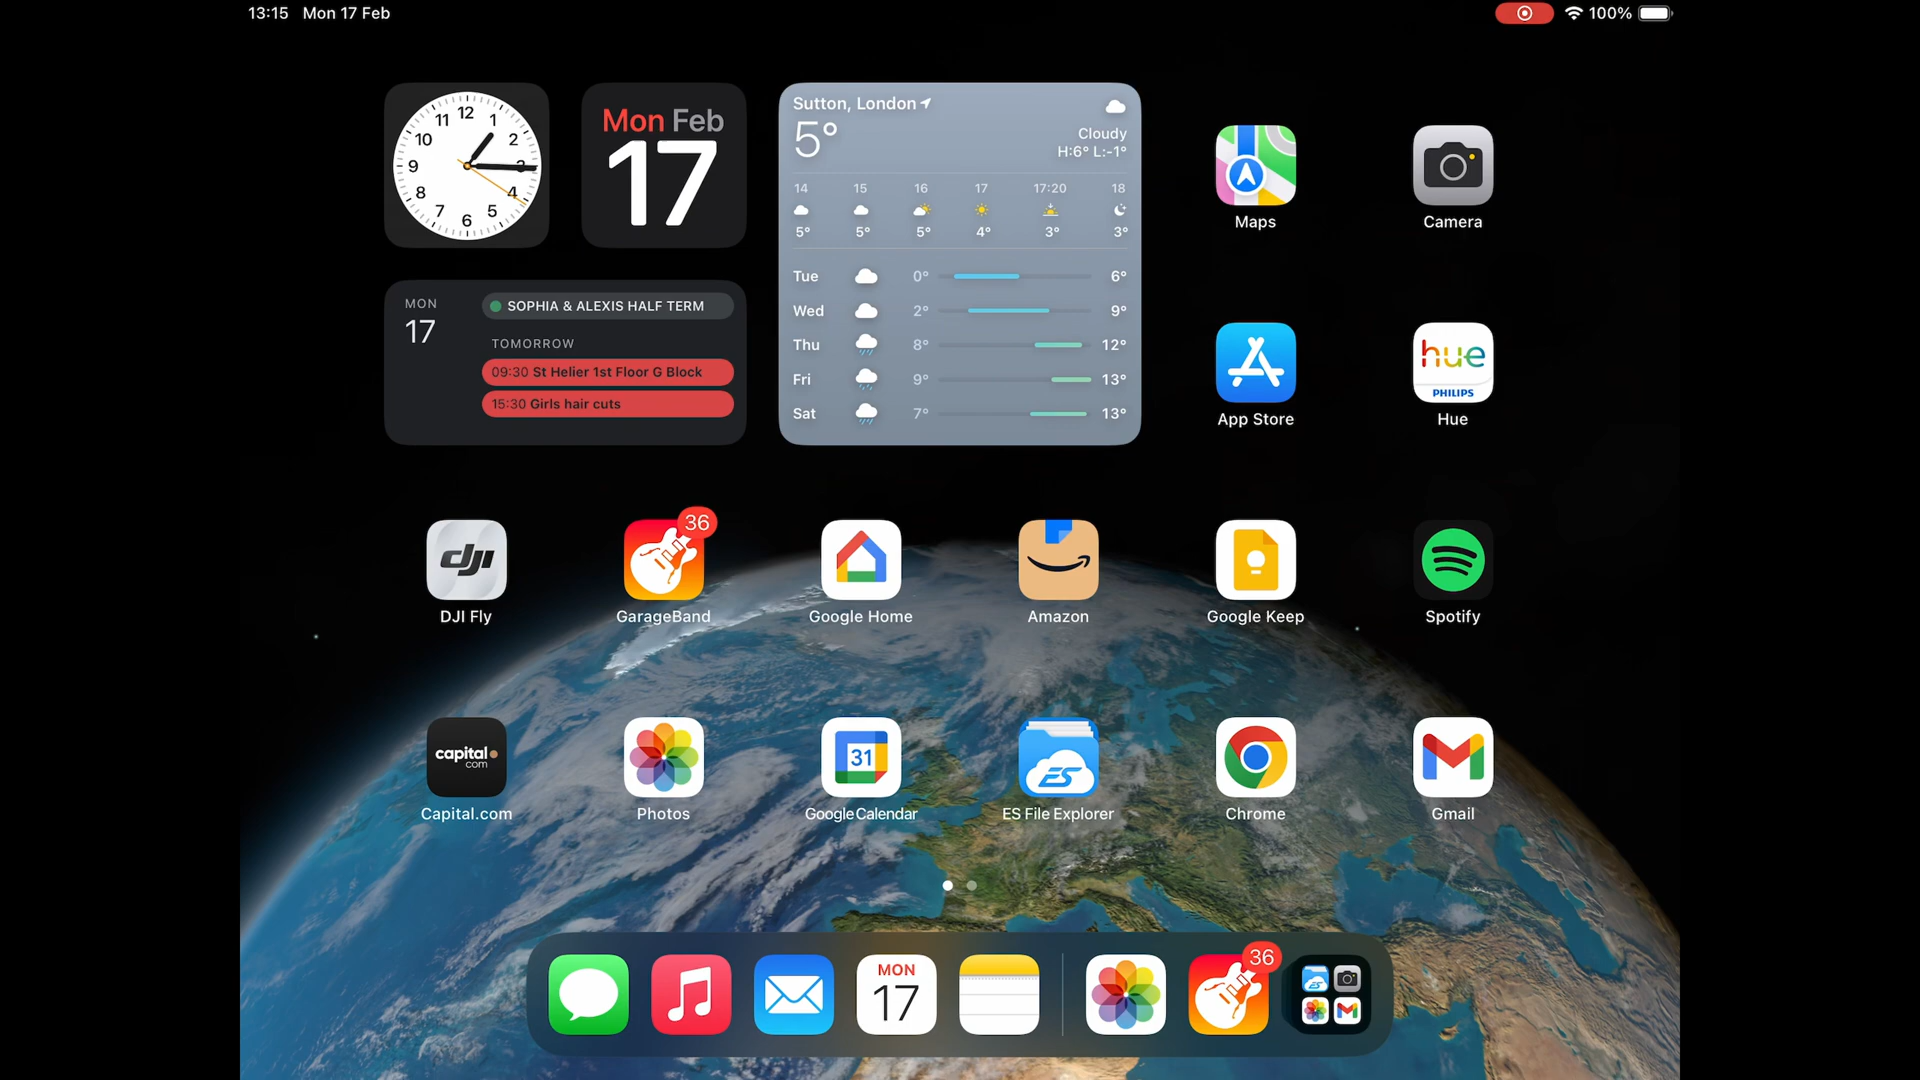 13:15 Mon 17 Feb
100%
12
1
2
3
4
5
6
7
8
9
10
11
Mon Feb
17
Sutton, London
5°
Cloudy
H:6° L:-1°
14 15 16 17 17:20 18
5° 5° 5° 4° 3° 3°
Tue 0° 6°
Wed 2° 9°
Thu 8° 12°
Fri 9° 13°
Sat 7° 13°
MON
17
SOPHIA & ALEXIS HALF TERM
TOMORROW
09:30 St Helier 1st Floor G Block
15:30 Girls hair cuts
Maps
Camera
App Store
hue
PHILIPS
Hue
dji
DJI Fly
36
GarageBand
Google Home
Amazon
Google Keep
Spotify
capital
com
Capital.com
Photos
31
Google Calendar
ES
ES File Explorer
Chrome
Gmail
MON
17
36